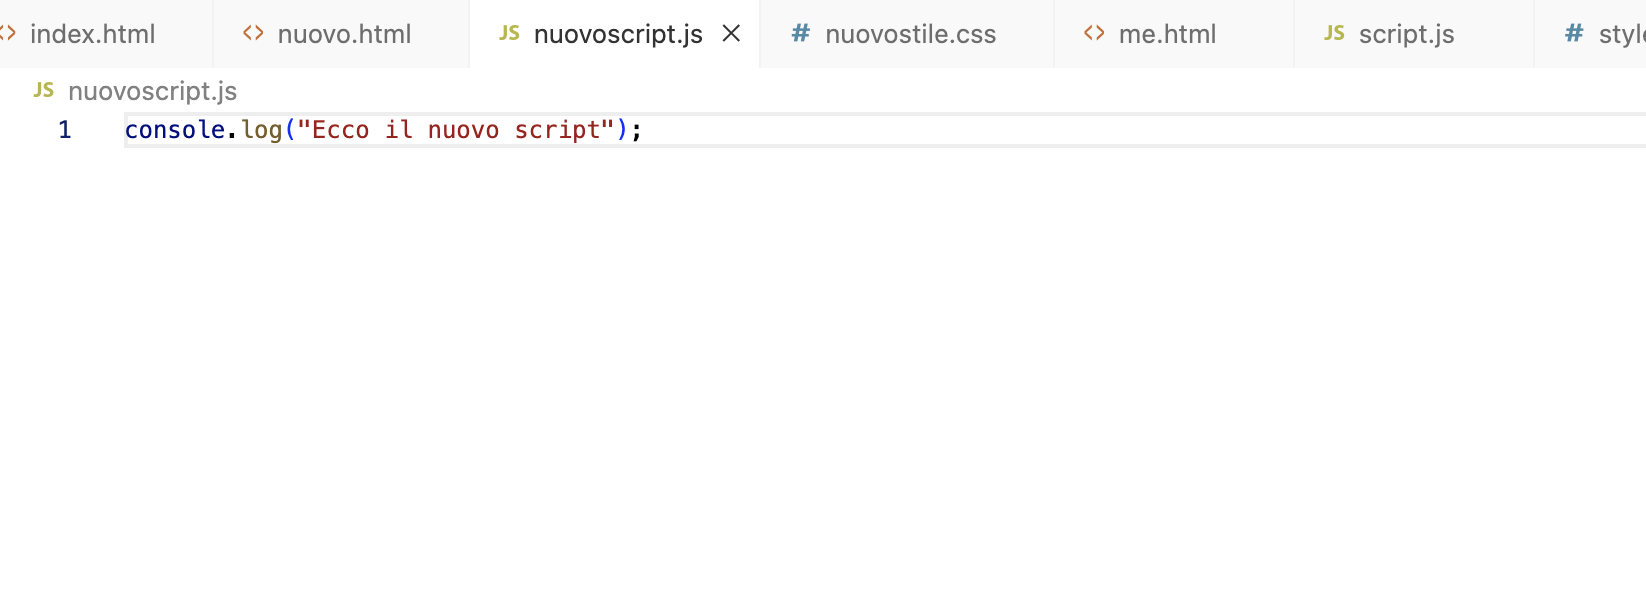 <> index.html <> nuovo.html JS nuovoscript.js × # nuovostile.css <> me.html JS script.js # style
JS nuovoscript.js
1 console.log("Ecco il nuovo script");